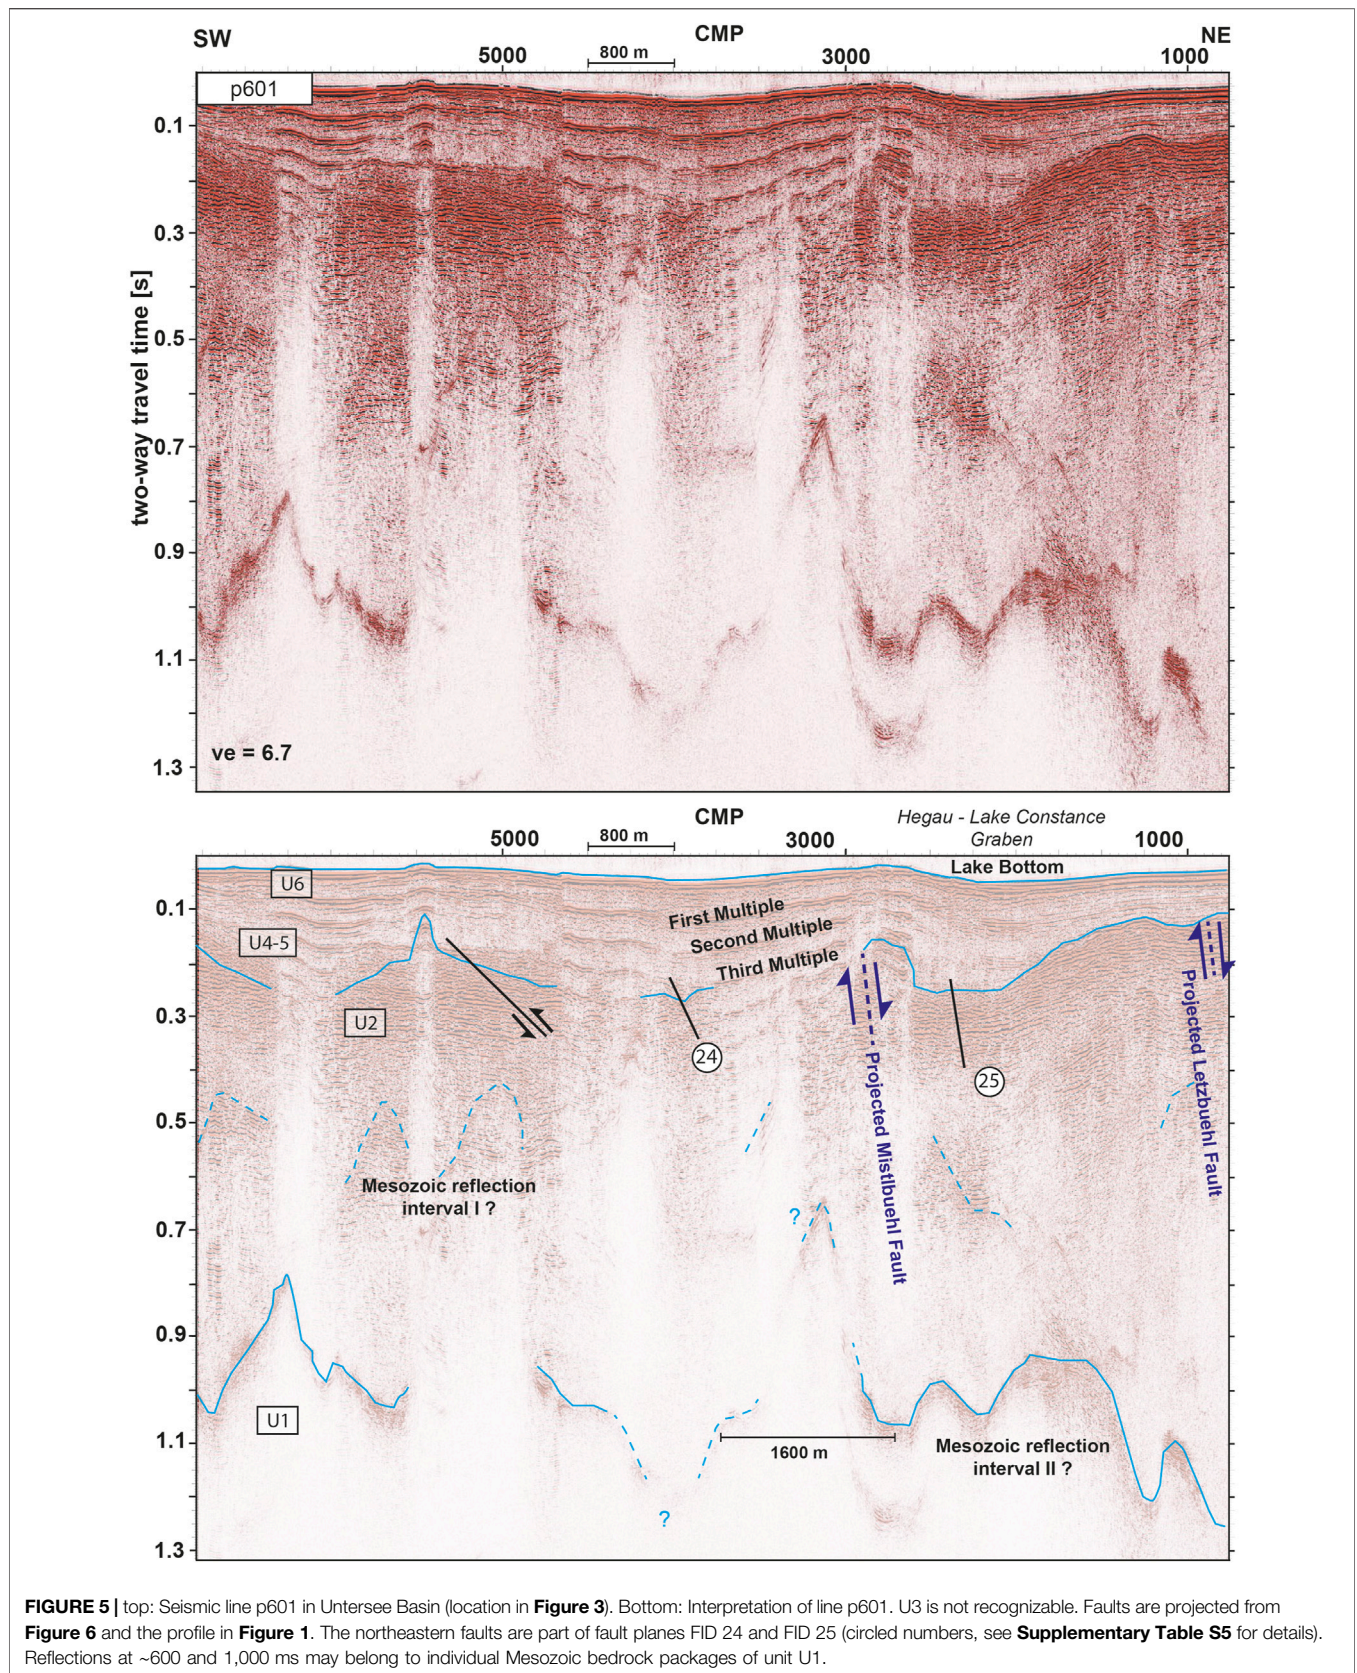 SW CMP NE
5000 800 m 3000 1000
p601
0.1
0.3
0.5
0.7
0.9
1.1
1.3
two-way travel time [s]
ve = 6.7
CMP Hegau - Lake Constance
Graben
5000 800 m 3000 1000
Lake Bottom
U6
0.1
First Multiple
U4-5
Second Multiple
Third Multiple
U2
0.3
24
25
Projected Mistlbuehl Fault
Projected Letzbuehl Fault
0.5
Mesozoic reflection
interval I ?
0.7
?
0.9
U1
1.1
1600 m
Mesozoic reflection
interval II ?
?
1.3
FIGURE 5 | top: Seismic line p601 in Untersee Basin (location in Figure 3). Bottom: Interpretation of line p601. U3 is not recognizable. Faults are projected from
Figure 6 and the profile in Figure 1. The northeastern faults are part of fault planes FID 24 and FID 25 (circled numbers, see Supplementary Table S5 for details).
Reflections at ~600 and 1,000 ms may belong to individual Mesozoic bedrock packages of unit U1.